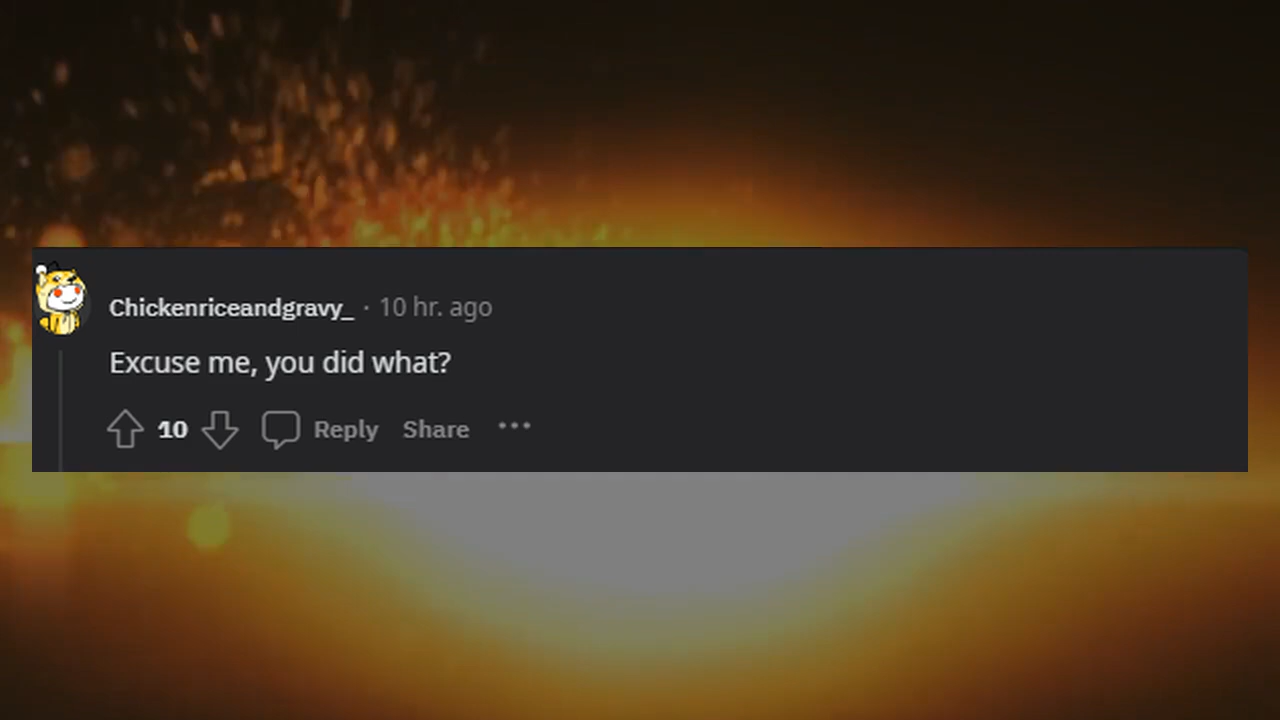 Chickenriceandgravy_ · 10 hr. ago
Excuse me, you did what?
10 Reply Share ···